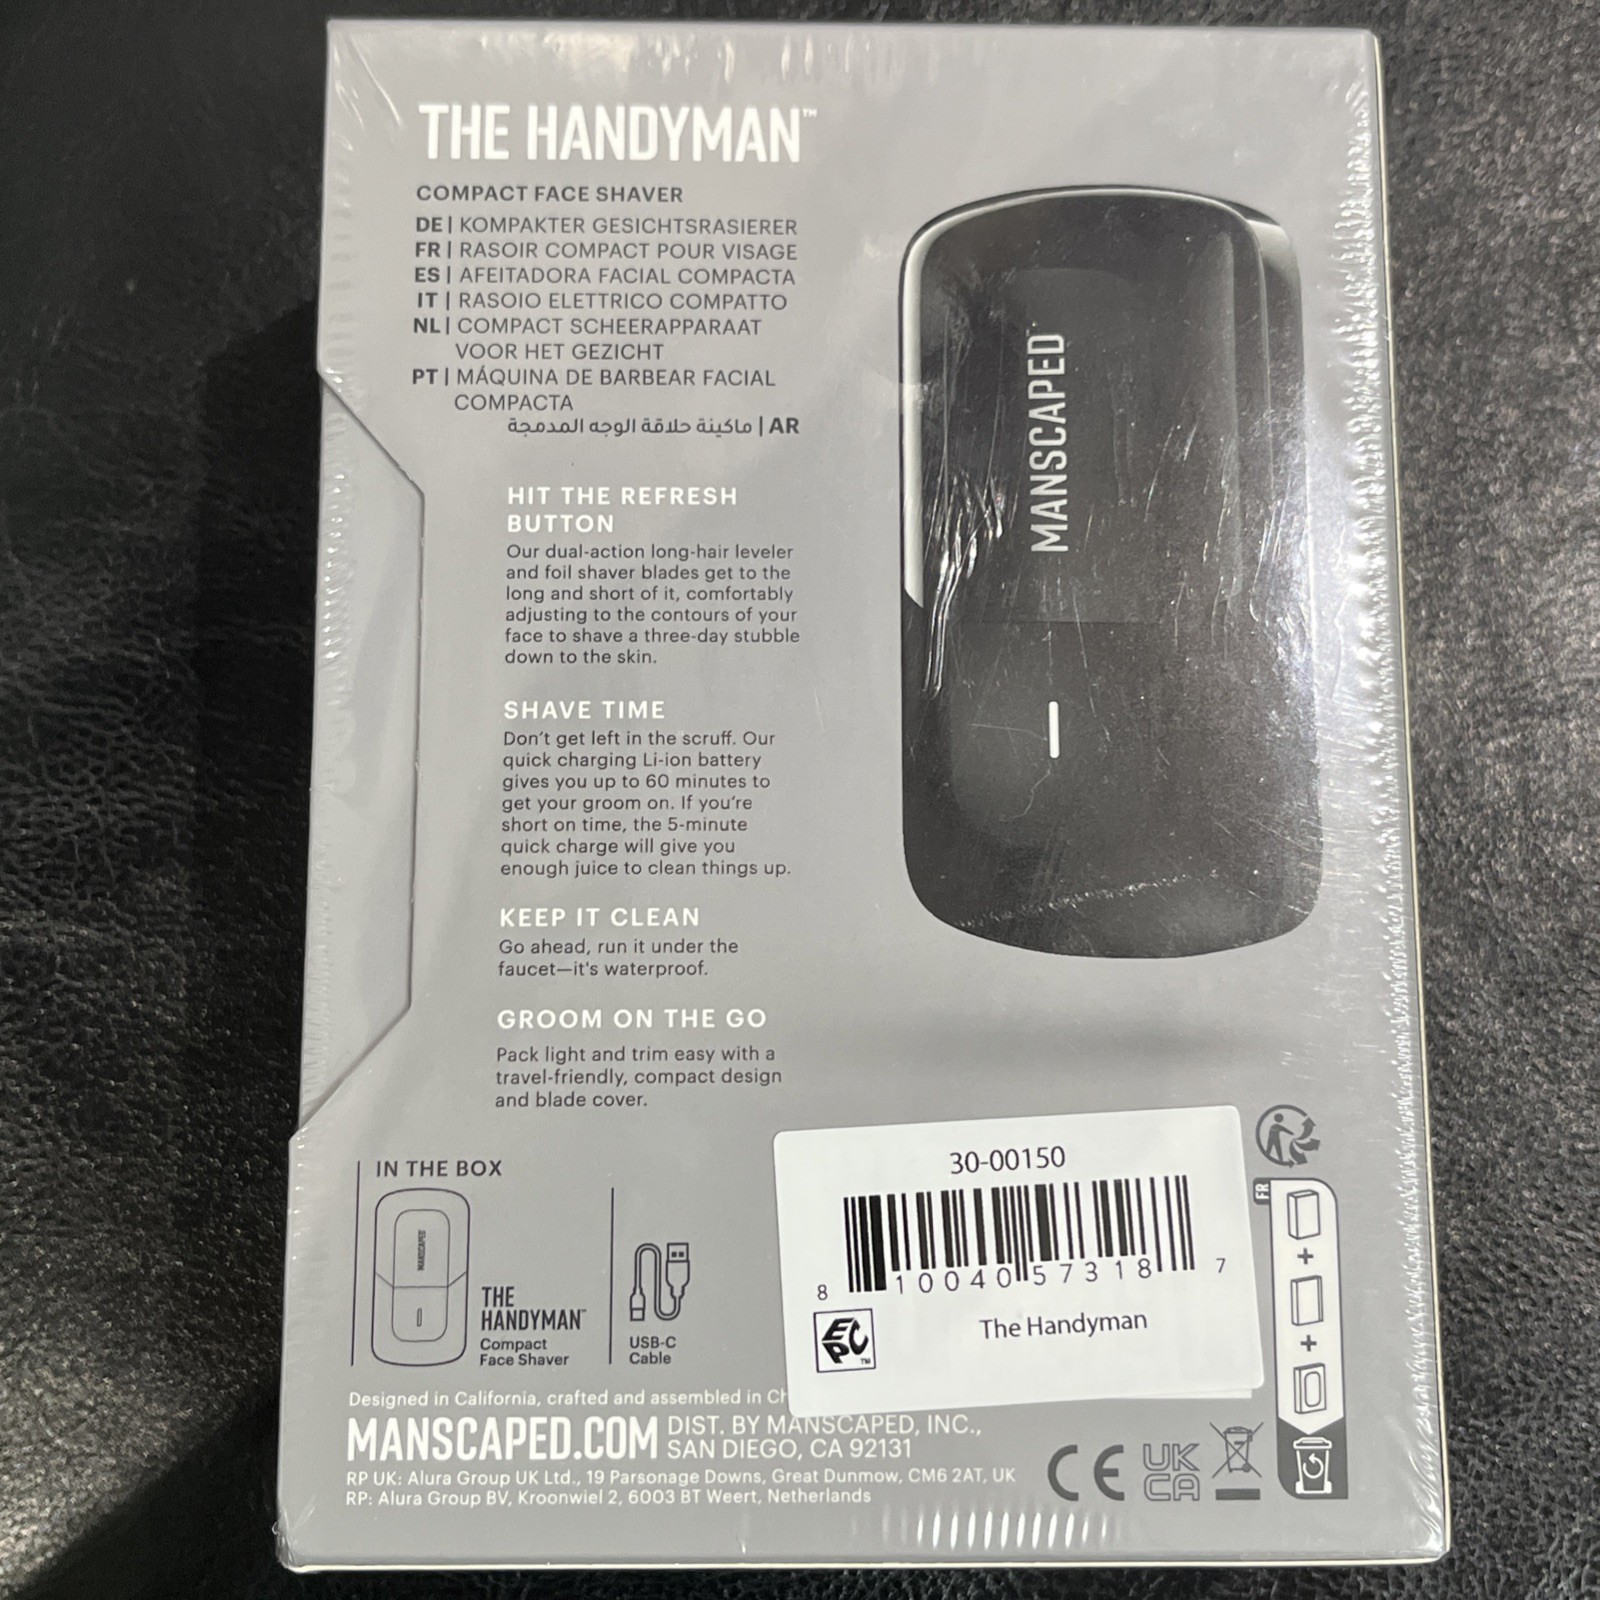 THE HANDYMAN™
COMPACT FACE SHAVER
DE | KOMPAKTER GESICHTSRASIERER
FR | RASOIR COMPACT POUR VISAGE
ES | AFEITADORA FACIAL COMPACTA
IT | RASOIO ELETTRICO COMPATTO
NL | COMPACT SCHEERAPPARAAT
VOOR HET GEZICHT
PT | MÁQUINA DE BARBEAR FACIAL
COMPACTA
AR | ماكينة حلاقة الوجه المدمجة
HIT THE REFRESH
BUTTON
Our dual-action long-hair leveler
and foil shaver blades get to the
long and short of it, comfortably
adjusting to the contours of your
face to shave a three-day stubble
down to the skin.
SHAVE TIME
Don't get left in the scruff. Our
quick charging Li-ion battery
gives you up to 60 minutes to
get your groom on. If you're
short on time, the 5-minute
quick charge will give you
enough juice to clean things up.
KEEP IT CLEAN
Go ahead, run it under the
faucet—it's waterproof.
GROOM ON THE GO
Pack light and trim easy with a
travel-friendly, compact design
and blade cover.
MANSCAPED
IN THE BOX
MANSCAPED
THE
HANDYMAN™
Compact
Face Shaver
USB-C
Cable
30-00150
8 10040 57318 7
EPC™
The Handyman
FR
+
+
Designed in California, crafted and assembled in
MANSCAPED.COM
DIST. BY MANSCAPED, INC.,
SAN DIEGO, CA 92131
RP UK: Alura Group UK Ltd., 19 Parsonage Downs, Great Dunmow, CM6 2AT, UK
RP: Alura Group BV, Kroonwiel 2, 6003 BT Weert, Netherlands
CE
UK
CA